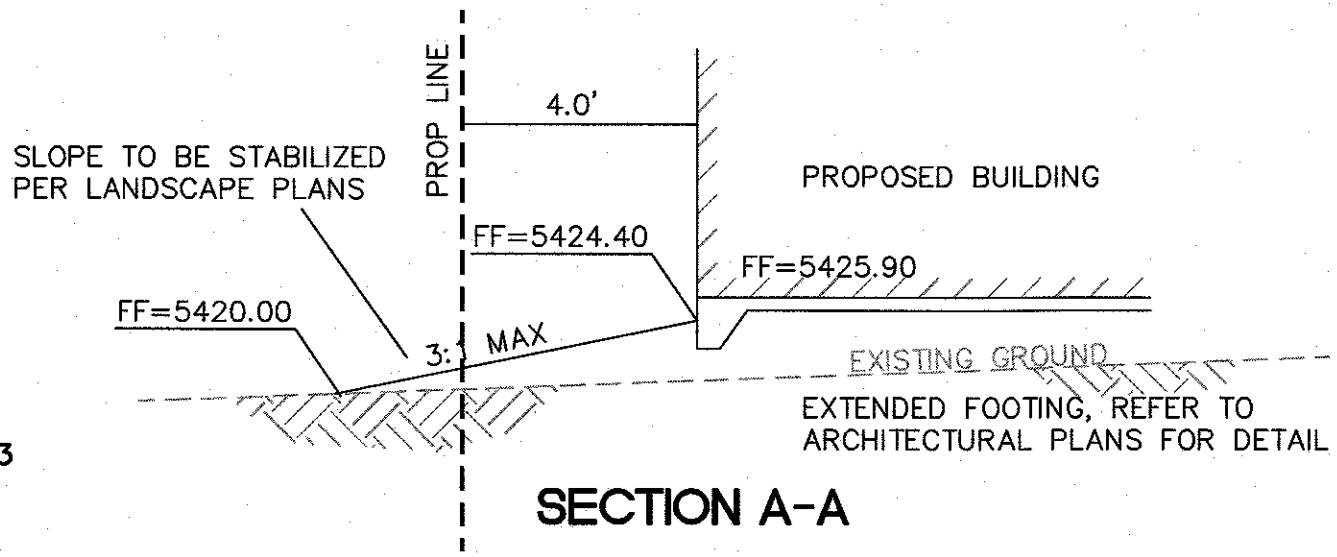 PROP LINE
4.0'
SLOPE TO BE STABILIZED
PER LANDSCAPE PLANS
PROPOSED BUILDING
FF=5424.40
FF=5425.90
FF=5420.00
3:1 MAX
EXISTING GROUND
EXTENDED FOOTING, REFER TO
ARCHITECTURAL PLANS FOR DETAIL
3
SECTION A-A